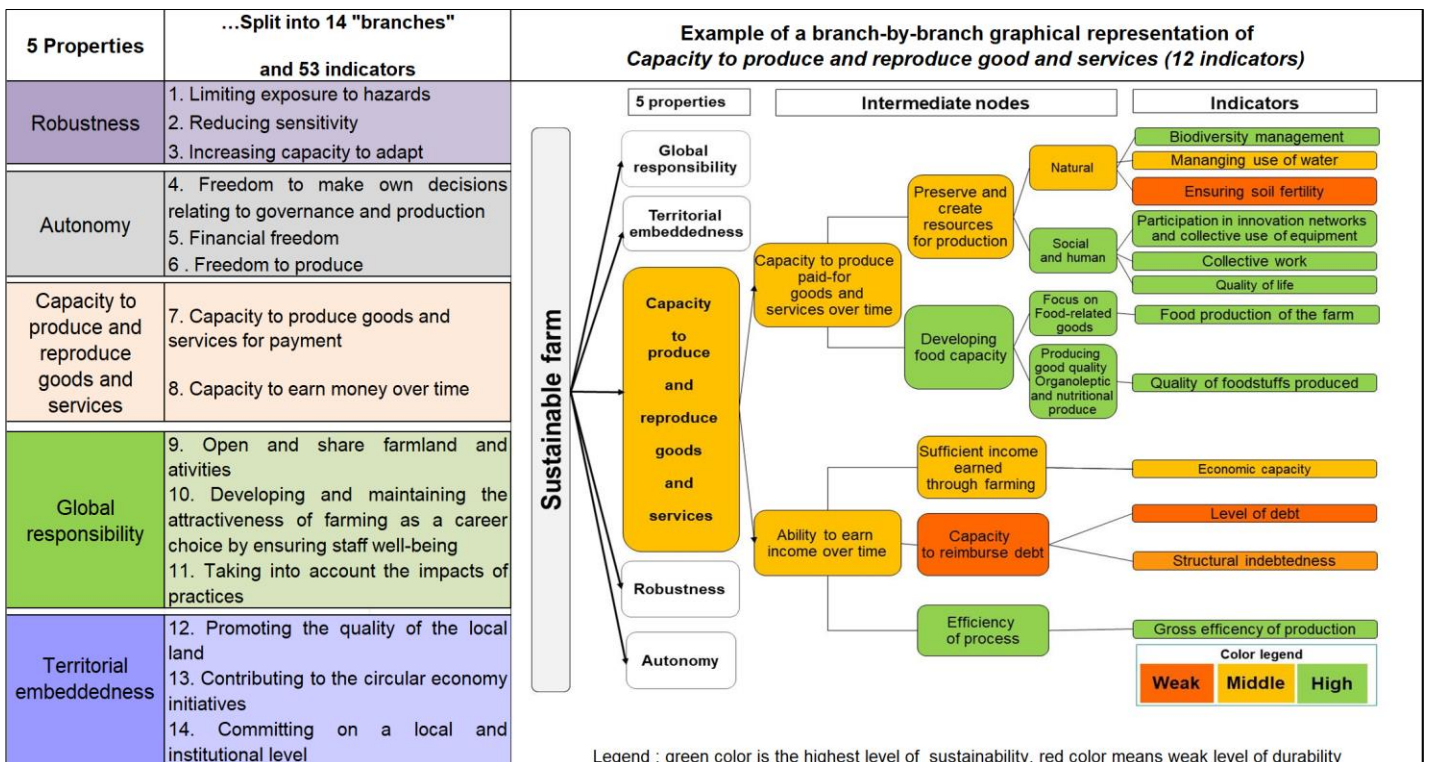 5 Properties
…Split into 14 "branches"
and 53 indicators
Robustness
1. Limiting exposure to hazards
2. Reducing sensitivity
3. Increasing capacity to adapt
Autonomy
4. Freedom to make own decisions
relating to governance and production
5. Financial freedom
6 . Freedom to produce
Capacity to
produce and
reproduce
goods and
services
7. Capacity to produce goods and
services for payment
8. Capacity to earn money over time
Global
responsibility
9. Open and share farmland and
ativities
10. Developing and maintaining the
attractiveness of farming as a career
choice by ensuring staff well-being
11. Taking into account the impacts of
practices
Territorial
embeddedness
12. Promoting the quality of the local
land
13. Contributing to the circular economy
initiatives
14. Committing on a local and
institutional level
Example of a branch-by-branch graphical representation of
Capacity to produce and reproduce good and services (12 indicators)
5 properties
Intermediate nodes
Indicators
Sustainable farm
Global
responsibility
Territorial
embeddedness
Capacity
to
produce
and
reproduce
goods
and
services
Robustness
Autonomy
Capacity to produce
paid-for
goods and
services over time
Ability to earn
income over time
Preserve and
create
resources
for production
Developing
food capacity
Sufficient income
earned
through farming
Capacity
to reimburse debt
Efficiency
of process
Natural
Social
and human
Focus on
Food-related
goods
Producing
good quality
Organoleptic
and nutritional
produce
Biodiversity management
Mananging use of water
Ensuring soil fertility
Participation in innovation networks
and collective use of equipment
Collective work
Quality of life
Food production of the farm
Quality of foodstuffs produced
Economic capacity
Level of debt
Structural indebtedness
Gross efficency of production
Color legend
Weak
Middle
High
Legend : green color is the highest level of sustainability, red color means weak level of durability